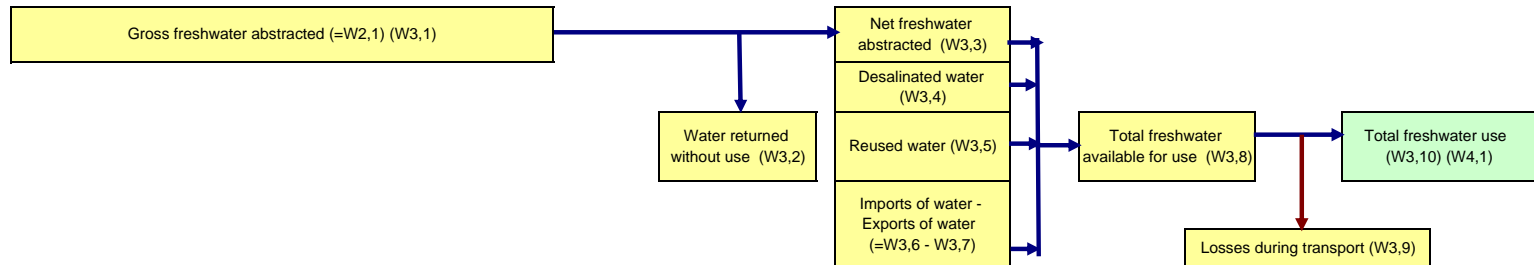 Gross freshwater abstracted (=W2,1) (W3,1)
Net freshwater
abstracted (W3,3)
Desalinated water
(W3,4)
Water returned
without use (W3,2)
Reused water (W3,5)
Total freshwater
available for use (W3,8)
Total freshwater use
(W3,10) (W4,1)
Imports of water -
Exports of water
(=W3,6 - W3,7)
Losses during transport (W3,9)